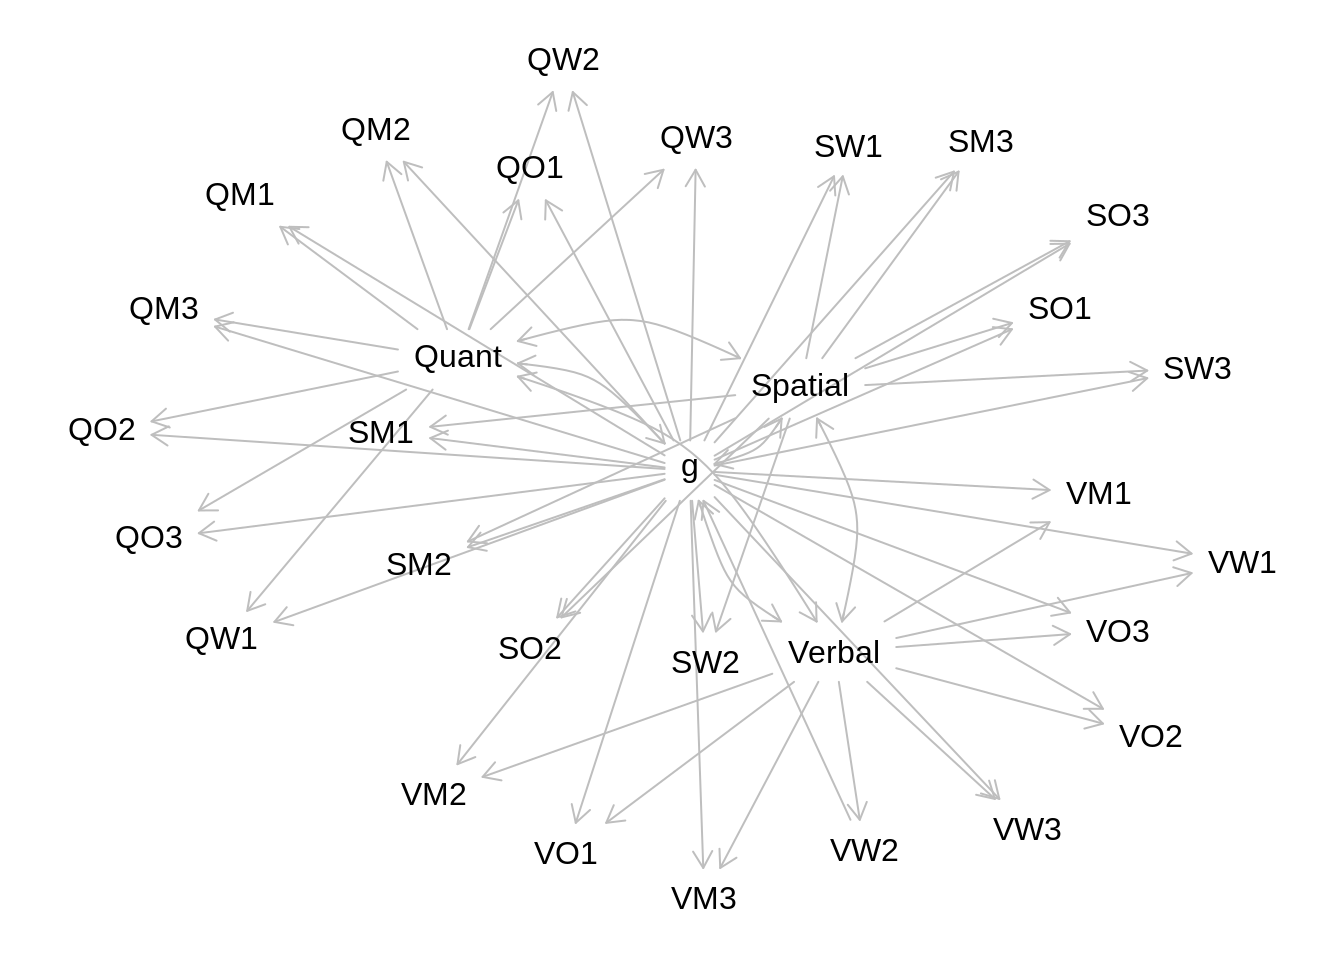 QW2
QM2
QW3
SM3
SW1
QO1
QM1
SO3
QM3
SO1
Quant
SW3
Spatial
QO2
SM1
g
VM1
QO3
SM2
VW1
VO3
QW1
SO2
Verbal
SW2
VO2
VM2
VW3
VW2
VO1
VM3